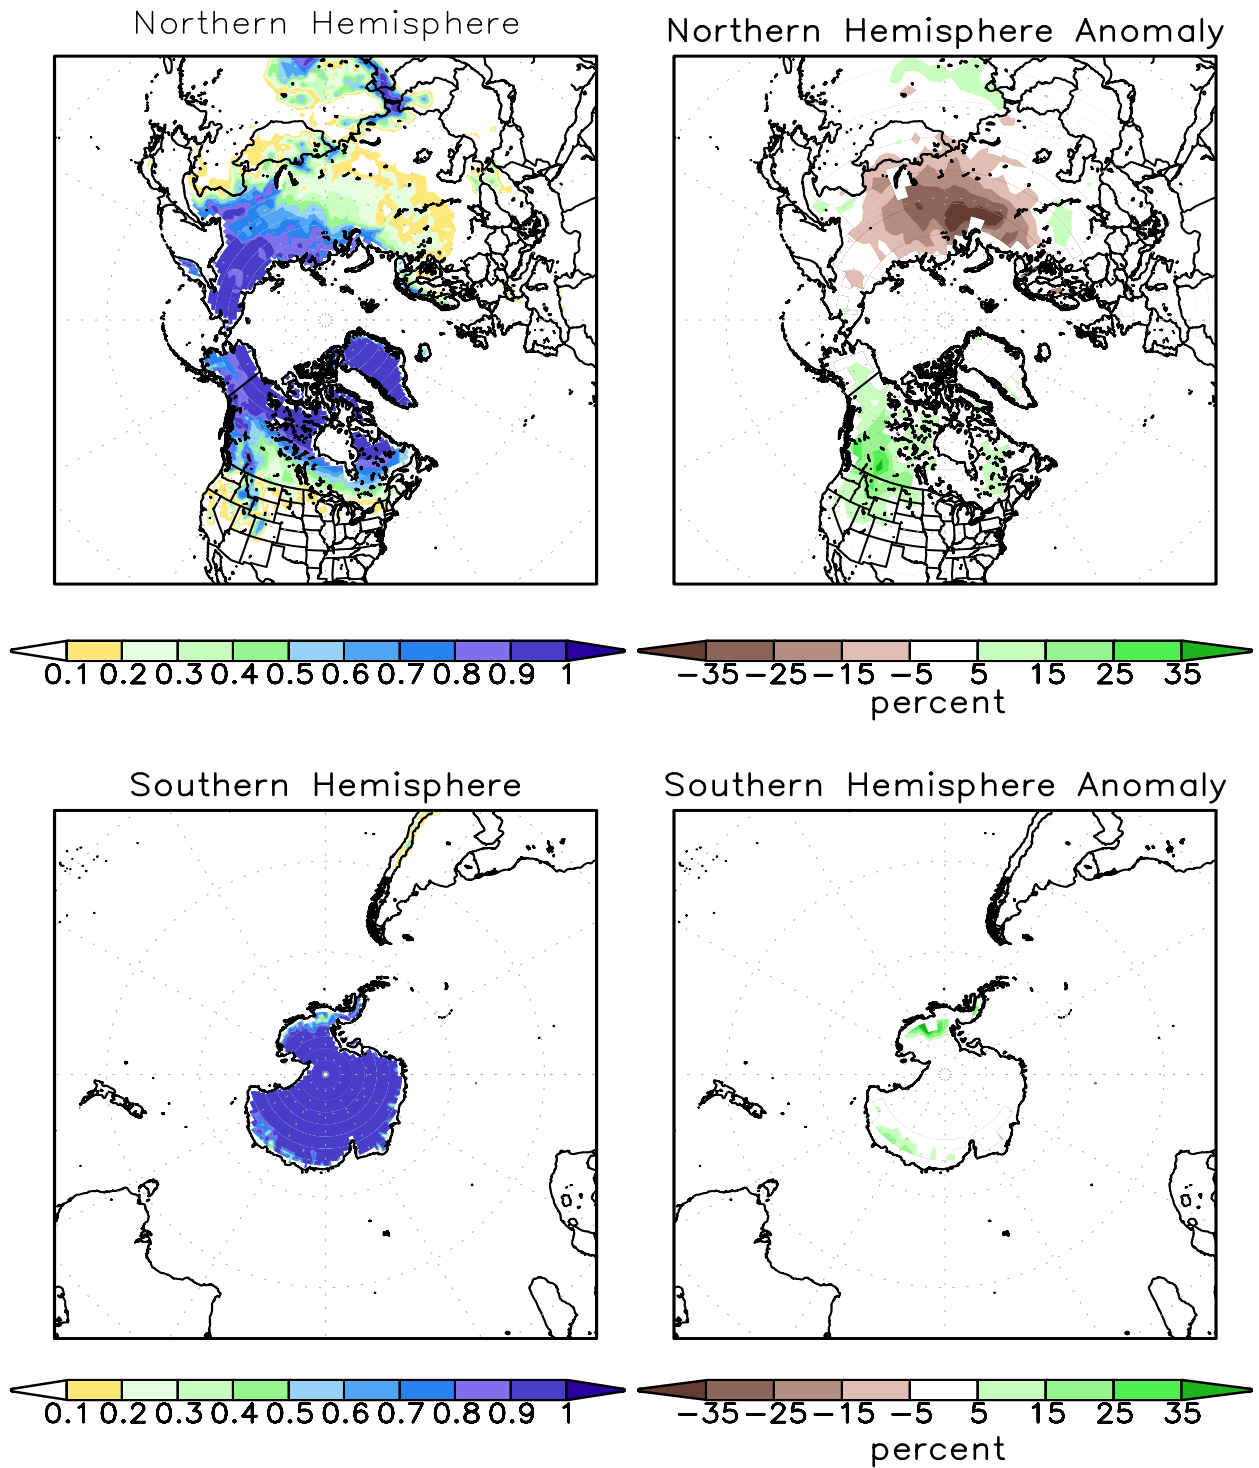 Northern Hemisphere
Northern Hemisphere Anomaly
0.1 0.2 0.3 0.4 0.5 0.6 0.7 0.8 0.9 1
-35 -25 -15 -5 5 15 25 35
percent
Southern Hemisphere
Southern Hemisphere Anomaly
0.1 0.2 0.3 0.4 0.5 0.6 0.7 0.8 0.9 1
-35 -25 -15 -5 5 15 25 35
percent